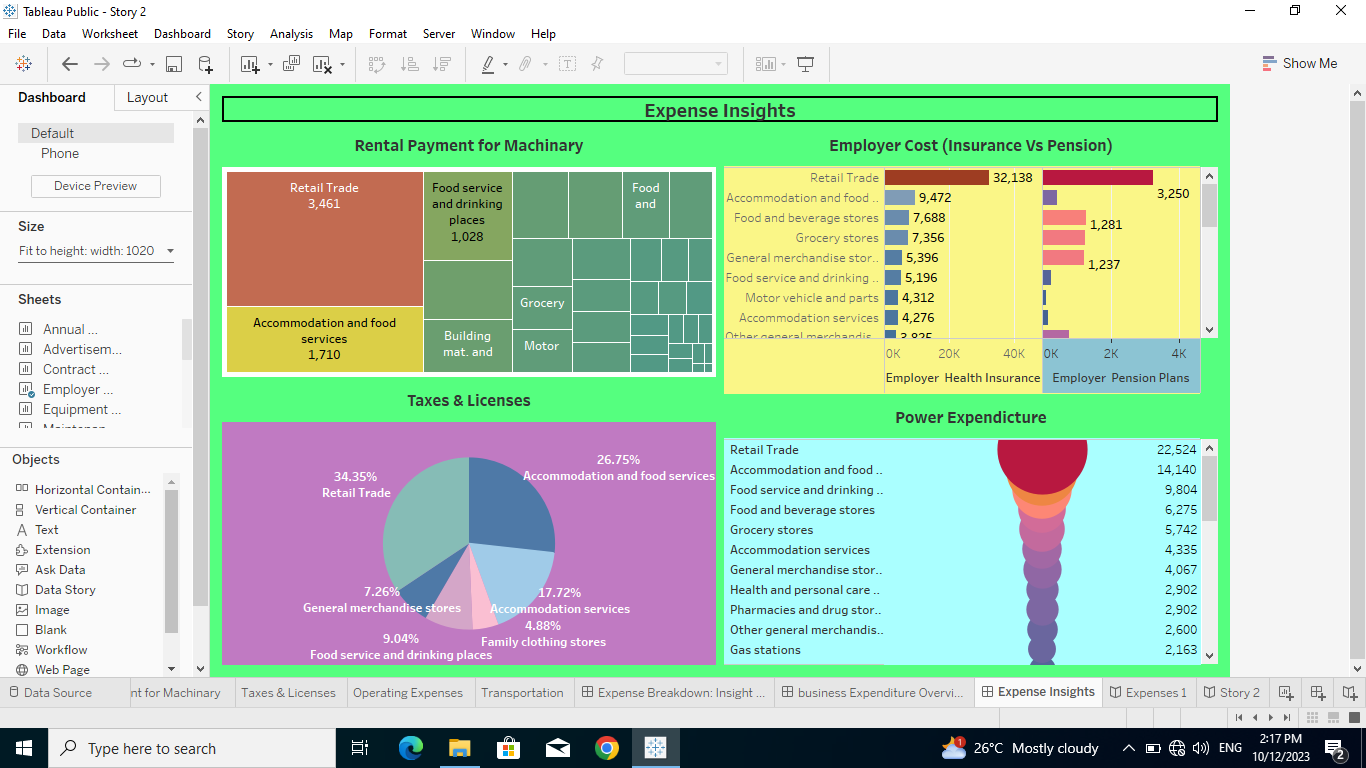 Tableau Public - Story 2
File Data Worksheet Dashboard Story Analysis Map Format Server Window Help
Show Me
Dashboard
Layout
Default
Phone
Device Preview
Size
Fit to height: width: 1020
Sheets
Annual ...
Advertisem...
Contract ...
Employer ...
Equipment ...
Objects
Horizontal Contain...
Vertical Container
Text
Extension
Ask Data
Data Story
Image
Blank
Workflow
Web Page
Expense Insights
Rental Payment for Machinary
Retail Trade
3,461
Accommodation and food
services
1,710
Food service
and drinking
places
1,028
Building
mat. and
Food
and
Grocery
Motor
Employer Cost (Insurance Vs Pension)
Retail Trade 32,138 3,250
Accommodation and food .. 9,472
Food and beverage stores 7,688 1,281
Grocery stores 7,356
General merchandise stor.. 5,396 1,237
Food service and drinking .. 5,196
Motor vehicle and parts 4,312
Accommodation services 4,276
Other general merchandis.. 3,825
0K 20K 40K 0K 2K 4K
Employer Health Insurance Employer Pension Plans
Taxes & Licenses
26.75%
Accommodation and food services
34.35%
Retail Trade
7.26%
General merchandise stores
17.72%
Accommodation services
4.88%
Family clothing stores
9.04%
Food service and drinking places
Power Expendicture
Retail Trade 22,524
Accommodation and food .. 14,140
Food service and drinking .. 9,804
Food and beverage stores 6,275
Grocery stores 5,742
Accommodation services 4,335
General merchandise stor.. 4,067
Health and personal care .. 2,902
Pharmacies and drug stor.. 2,902
Other general merchandis.. 2,600
Gas stations 2,163
Data Source nt for Machinary Taxes & Licenses Operating Expenses Transportation Expense Breakdown: Insight ... business Expenditure Overvi... Expense Insights Expenses 1 Story 2
Type here to search
1
26°C Mostly cloudy
ENG
2:17 PM
10/12/2023
2